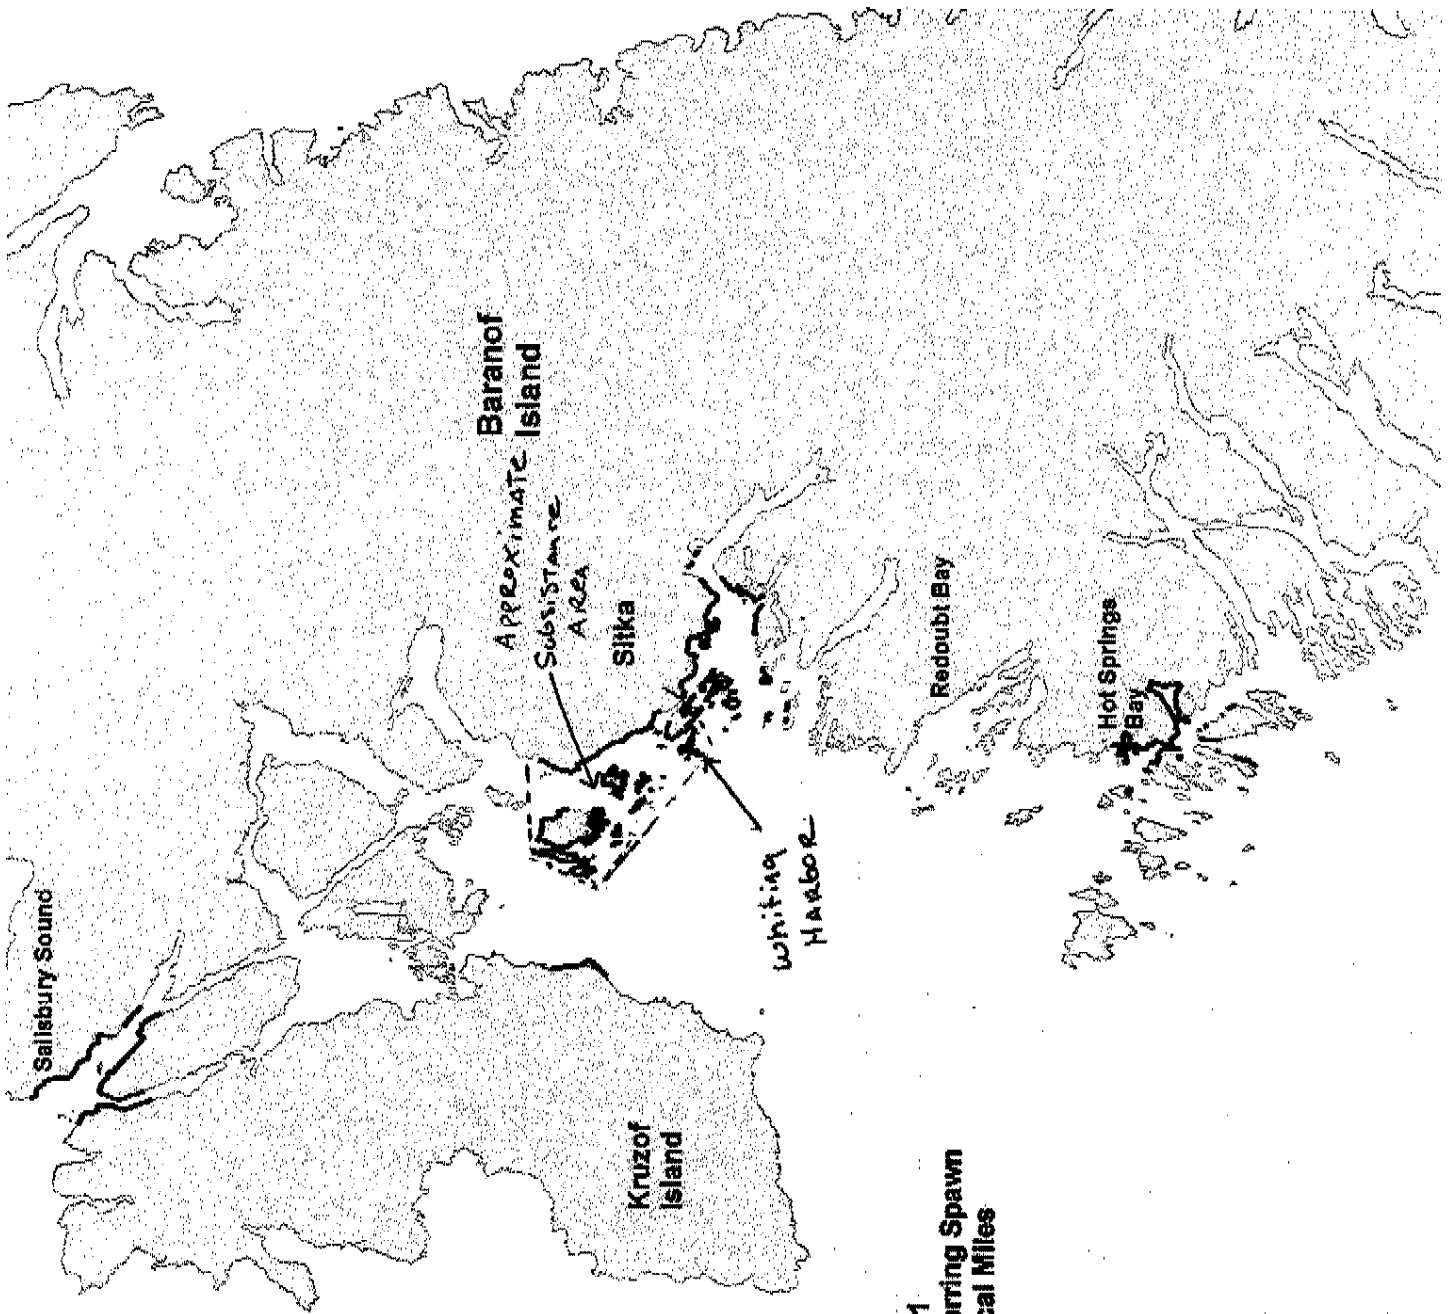 Salisbury Sound
Baranof
Island
APPROXIMATE
SubsisTance
AREA
Sitka
Kruzof
Island
Whiting
HARbOR
1
rring Spawn
cal Miles
Redoubt Bay
Hot Springs
Bay